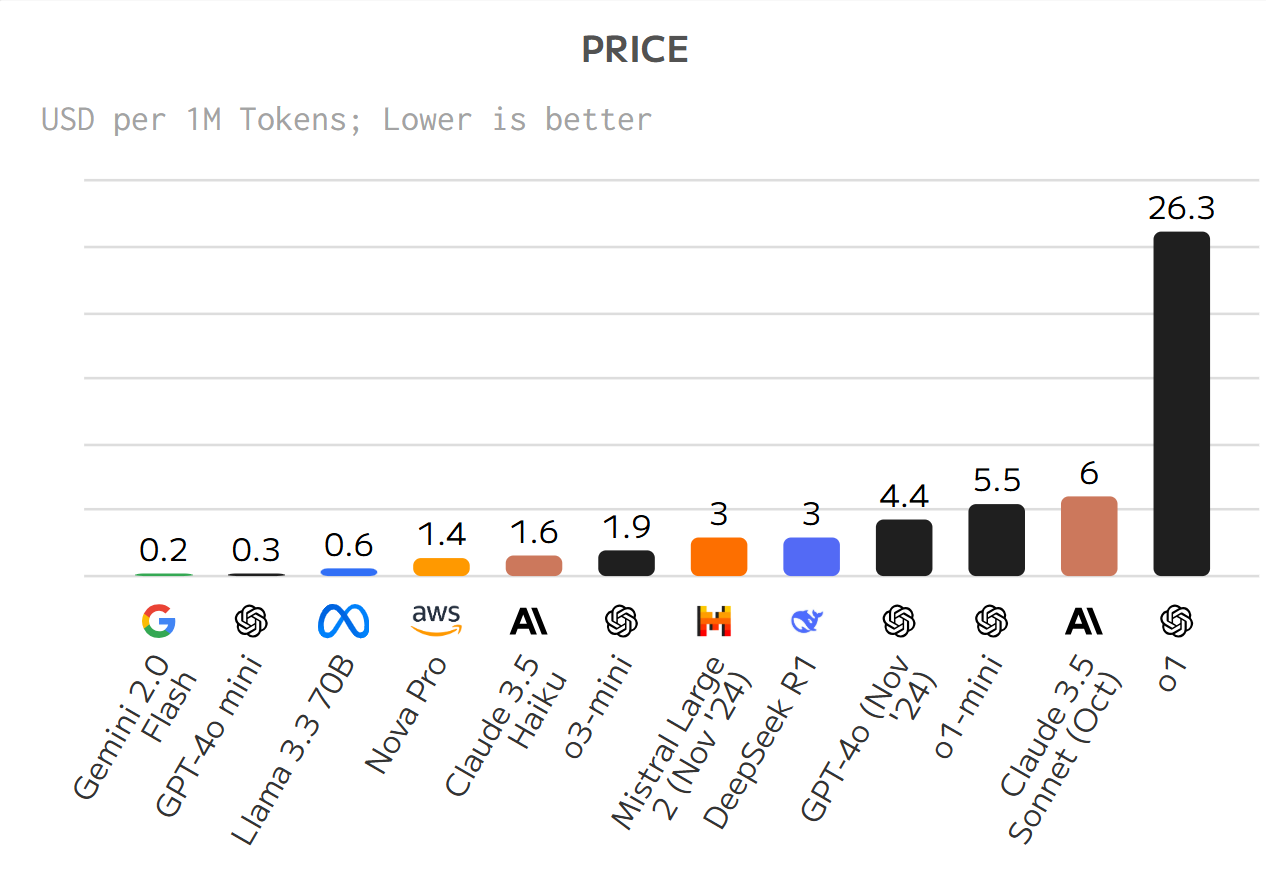 PRICE
USD per 1M Tokens; Lower is better
26.3
6
5.5
4.4
3
3
1.9
1.6
1.4
0.6
0.3
0.2
aws
Gemini 2.0
Flash
GPT-4o mini
Llama 3.3 70B
Nova Pro
Claude 3.5
Haiku
o3-mini
Mistral Large
2 (Nov '24)
DeepSeek R1
GPT-4o (Nov
'24)
o1-mini
Claude 3.5
Sonnet (Oct)
o1